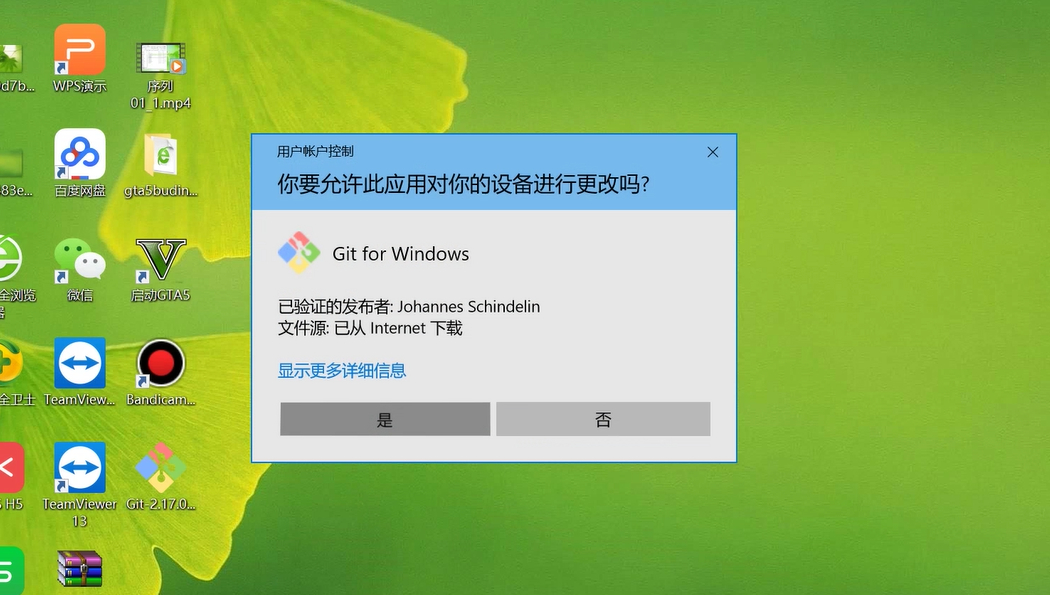 d7b...
WPS演示
序列
01_1.mp4
83e...
百度网盘
gta5budin...
全浏览
器
微信
启动GTA5
全卫士
TeamView...
Bandicam...
H5
TeamViewer
13
Git-2.17.0...
用户帐户控制
你要允许此应用对你的设备进行更改吗?
Git for Windows
已验证的发布者: Johannes Schindelin
文件源: 已从 Internet 下载
显示更多详细信息
是
否